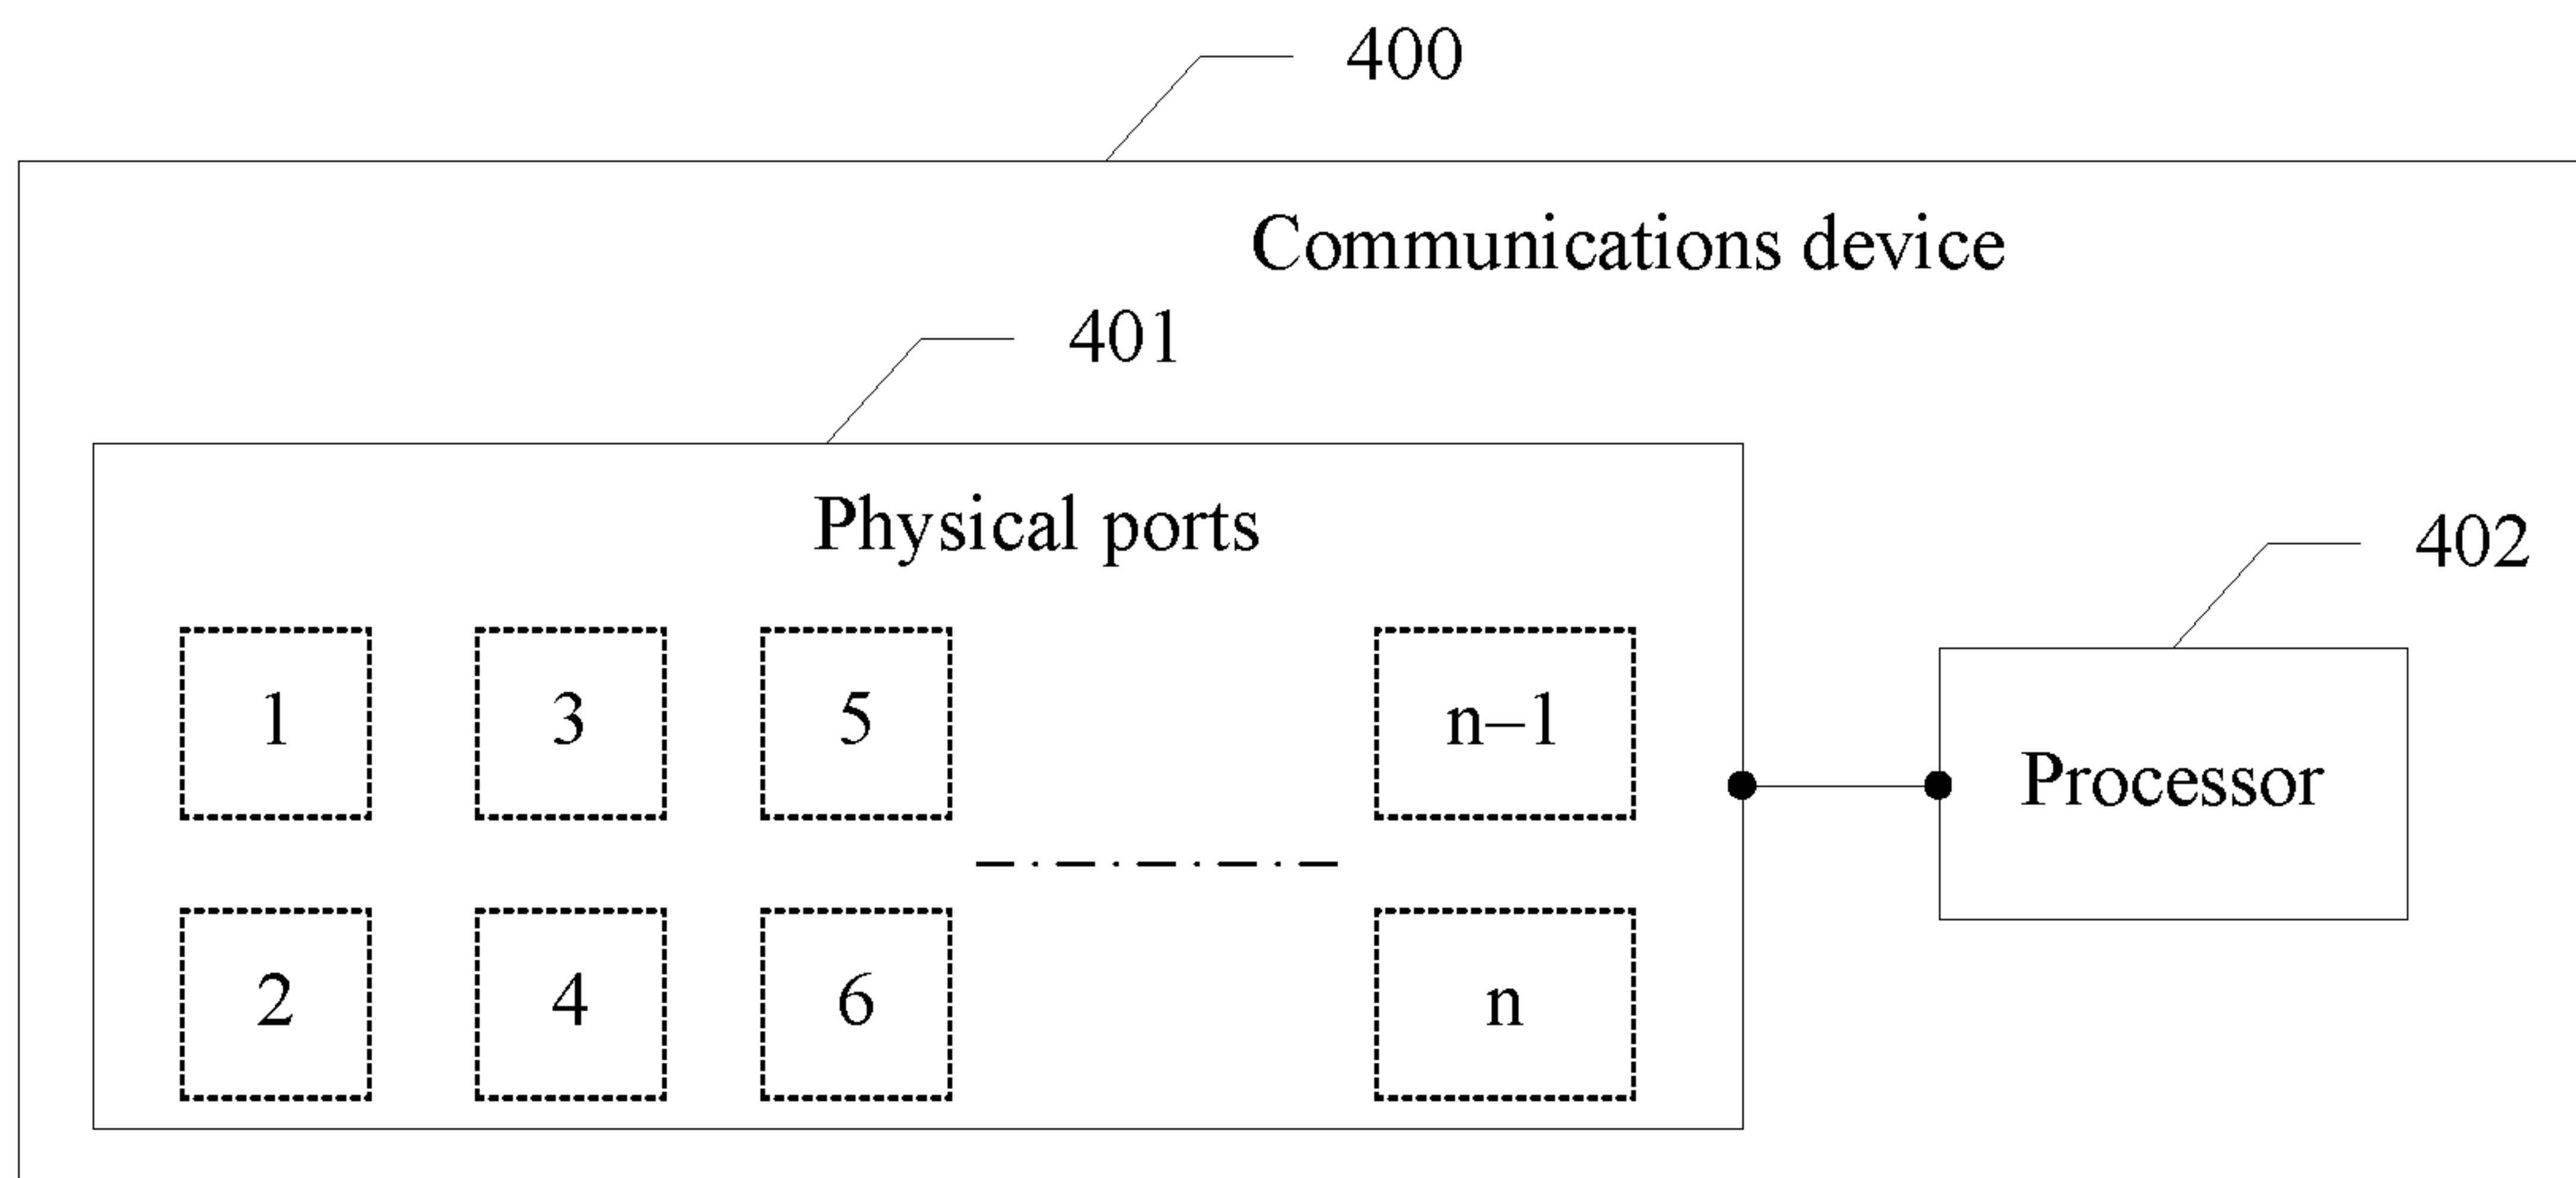 400
Communications device
401
Physical ports
402
1 3 5 n–1
Processor
2 4 6 n